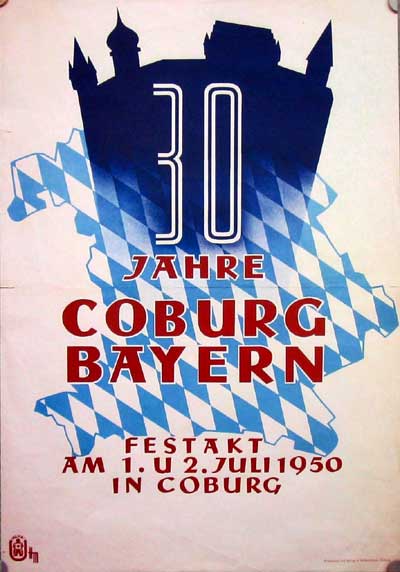 30
JAHRE
COBURG
BAYERN
FESTAKT
AM 1. U 2. JULI 1950
IN COBURG